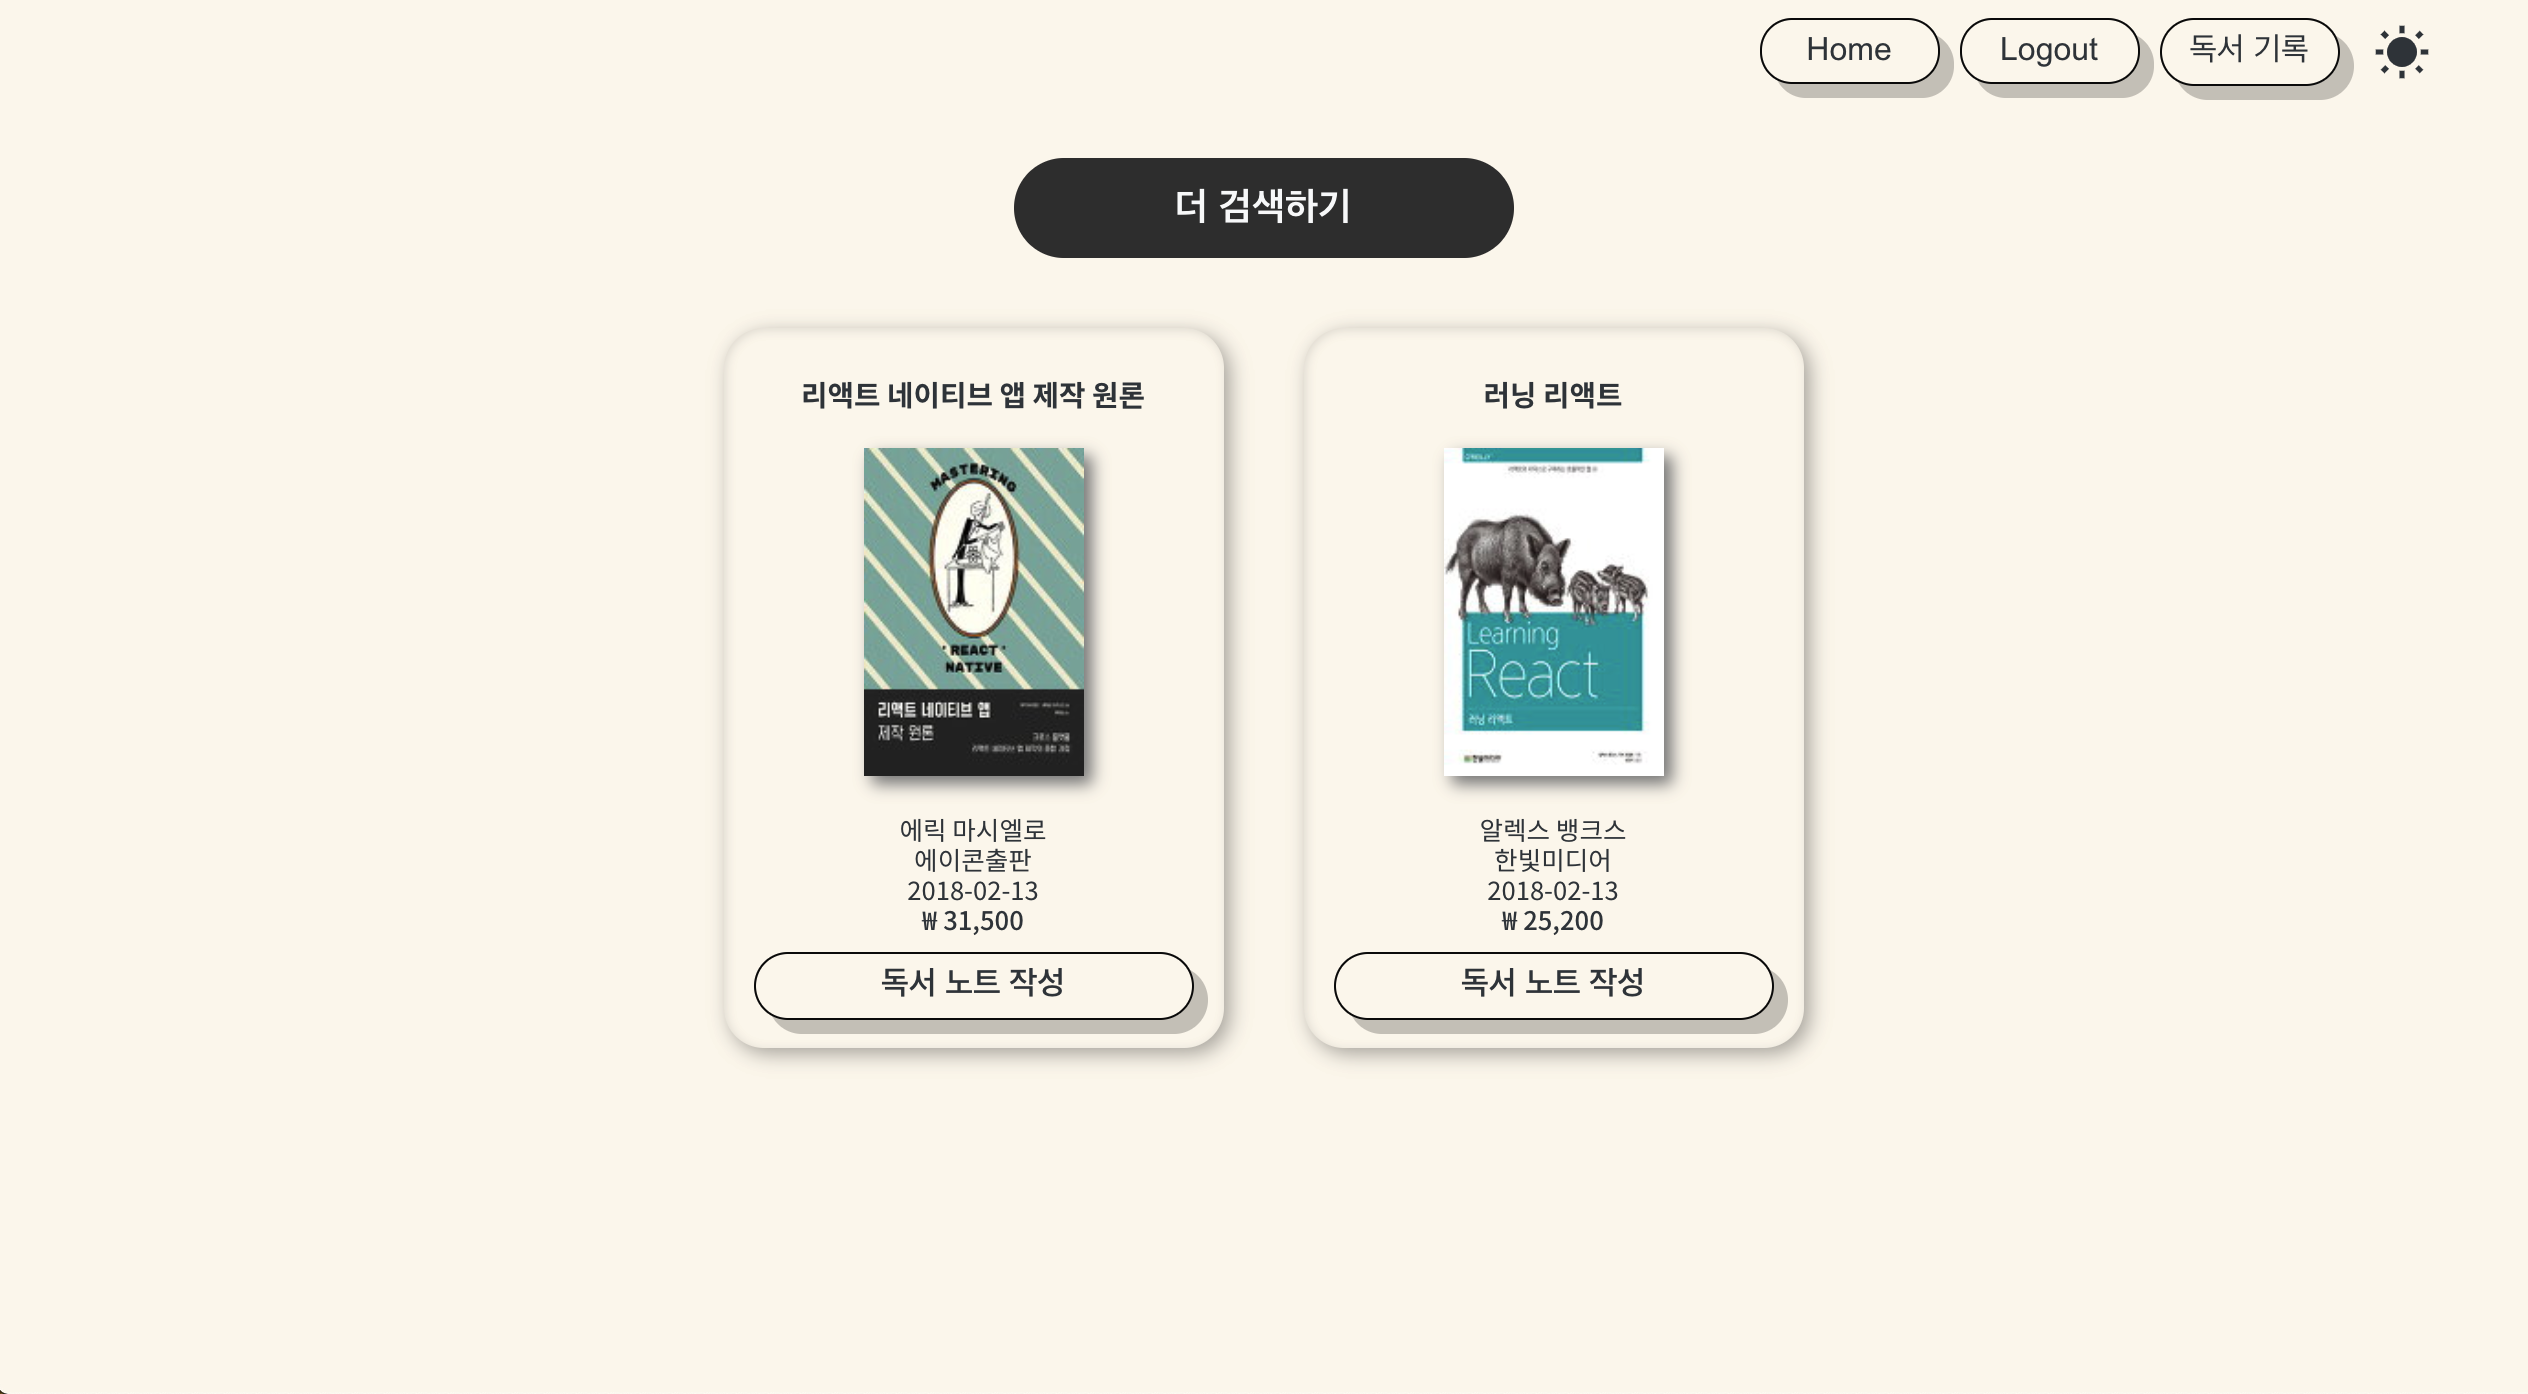 Home
Logout
독서 기록
더 검색하기
리액트 네이티브 앱 제작 원론
MASTERING
REACT
NATIVE
리액트 네이티브 앱
제작 원론
에릭 마시엘로
에이콘출판
2018-02-13
₩ 31,500
독서 노트 작성
러닝 리액트
O'REILLY
Learning
React
러닝 리액트
알렉스 뱅크스
한빛미디어
2018-02-13
₩ 25,200
독서 노트 작성